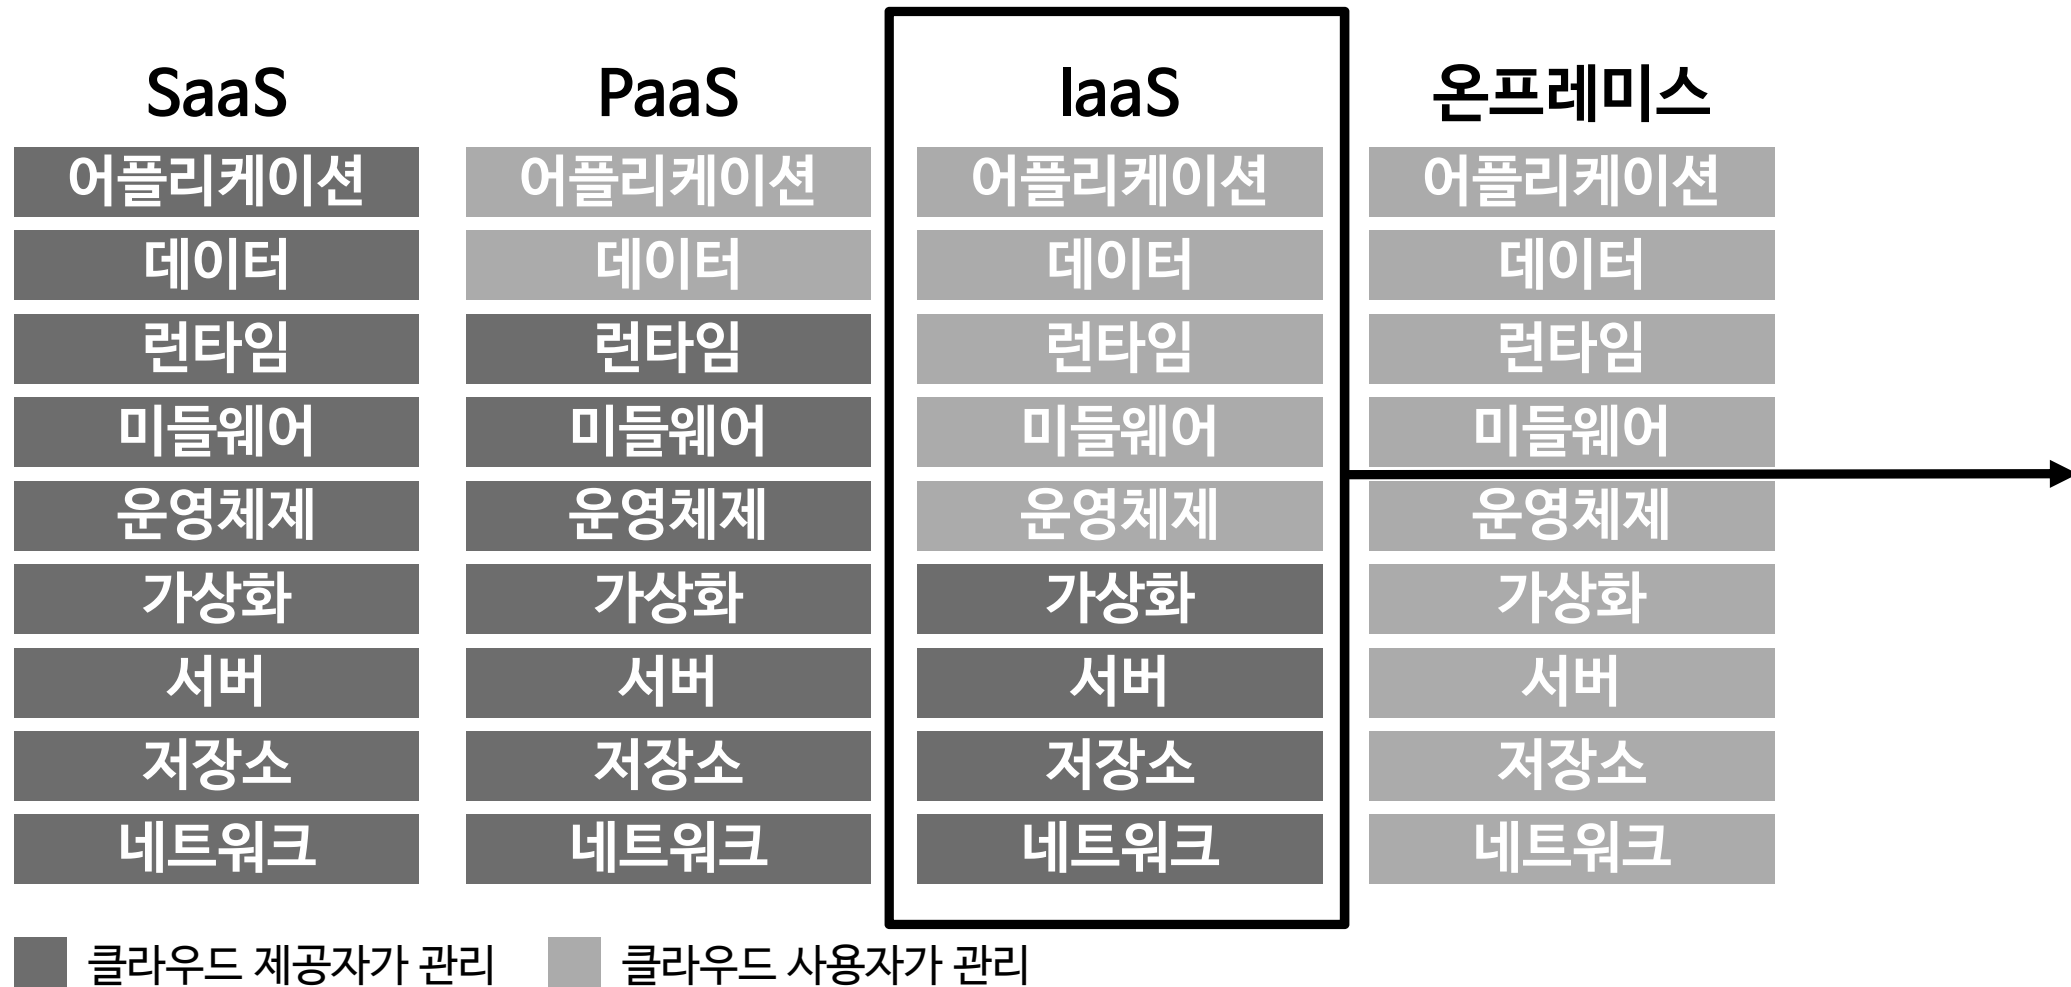 SaaS PaaS IaaS 온프레미스
어플리케이션 어플리케이션 어플리케이션 어플리케이션
데이터 데이터 데이터 데이터
런타임 런타임 런타임 런타임
미들웨어 미들웨어 미들웨어 미들웨어
운영체제 운영체제 운영체제 운영체제
가상화 가상화 가상화 가상화
서버 서버 서버 서버
저장소 저장소 저장소 저장소
네트워크 네트워크 네트워크 네트워크
클라우드 제공자가 관리 클라우드 사용자가 관리